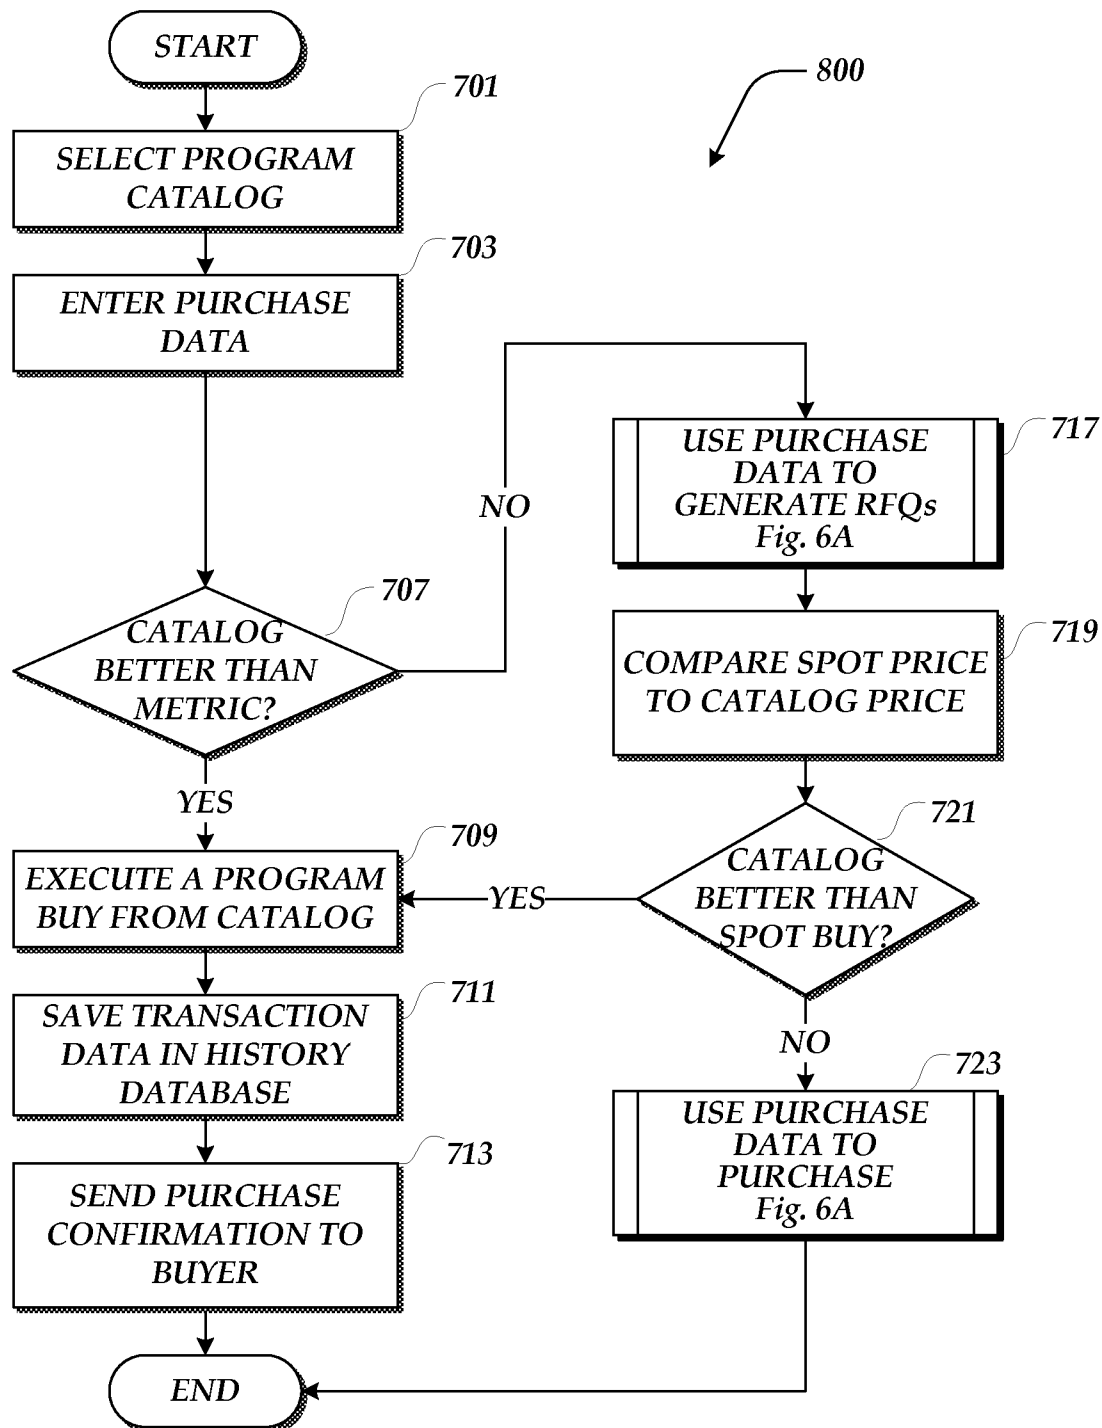 START
800
701
SELECT PROGRAM
CATALOG
703
ENTER PURCHASE
DATA
717
USE PURCHASE
DATA TO
GENERATE RFQs
Fig. 6A
NO
707
CATALOG
BETTER THAN
METRIC?
719
COMPARE SPOT PRICE
TO CATALOG PRICE
YES
721
CATALOG
BETTER THAN
SPOT BUY?
709
EXECUTE A PROGRAM
BUY FROM CATALOG
YES
711
SAVE TRANSACTION
DATA IN HISTORY
DATABASE
NO
723
USE PURCHASE
DATA TO
PURCHASE
Fig. 6A
713
SEND PURCHASE
CONFIRMATION TO
BUYER
END